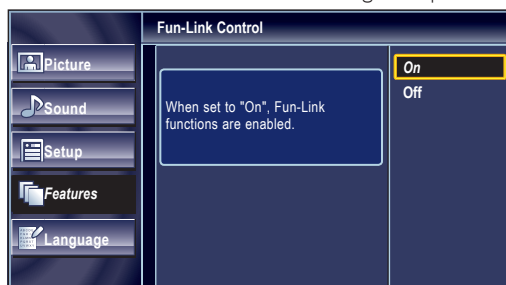 Fun-Link Control
Picture
Sound
Setup
Features
Language
When set to "On", Fun-Link
functions are enabled.
On
Off